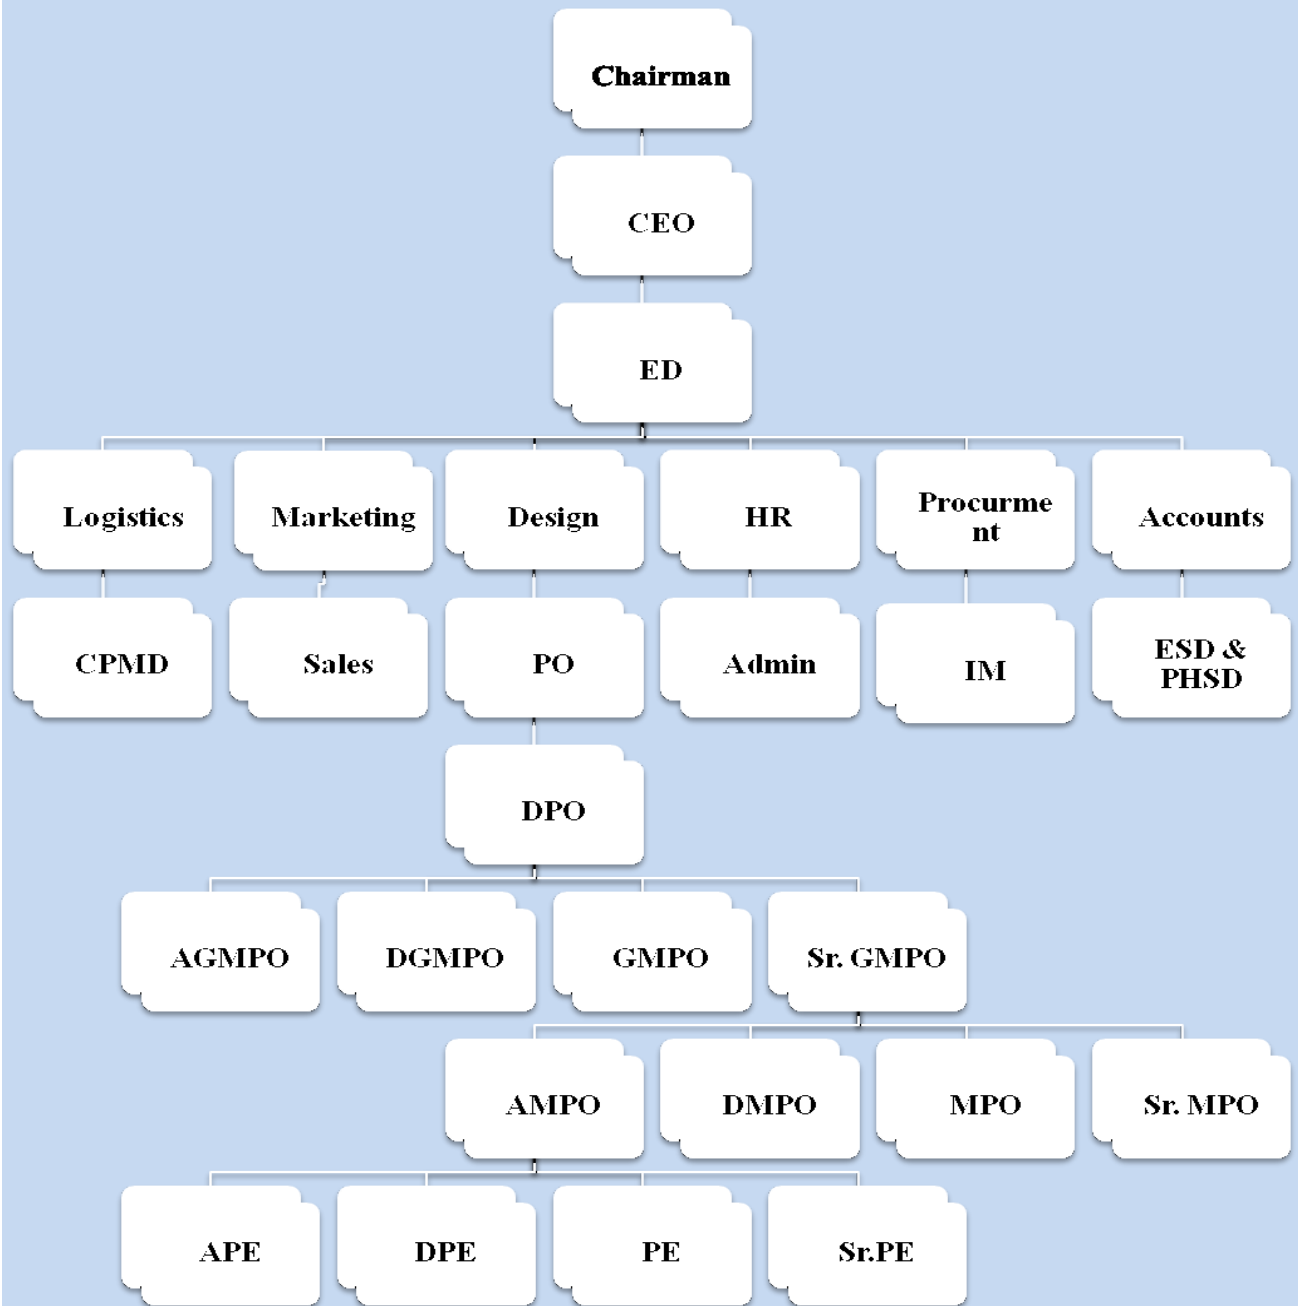 Chairman
CEO
ED
Logistics
Marketing
Design
HR
Procurme
nt
Accounts
CPMD
Sales
PO
Admin
IM
ESD &
PHSD
DPO
AGMPO
DGMPO
GMPO
Sr. GMPO
AMPO
DMPO
MPO
Sr. MPO
APE
DPE
PE
Sr.PE